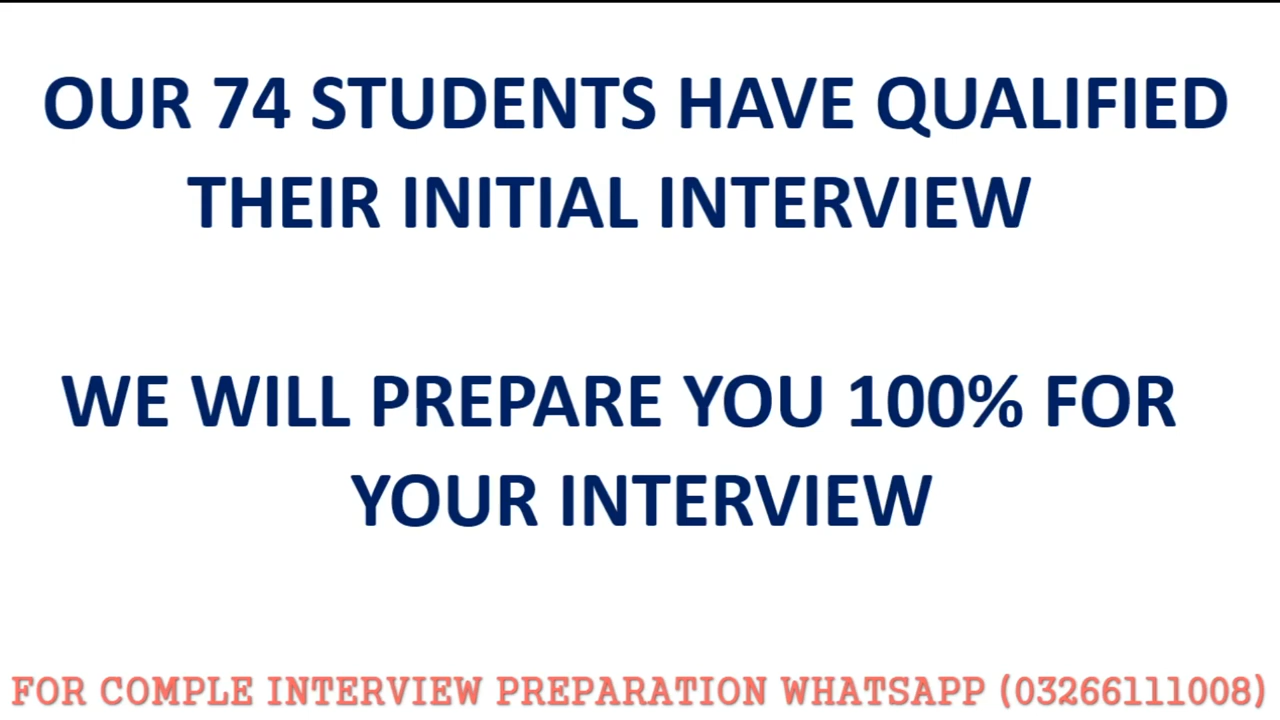 OUR 74 STUDENTS HAVE QUALIFIED
THEIR INITIAL INTERVIEW
WE WILL PREPARE YOU 100% FOR
YOUR INTERVIEW
FOR COMPLE INTERVIEW PREPARATION WHATSAPP (03266111008)